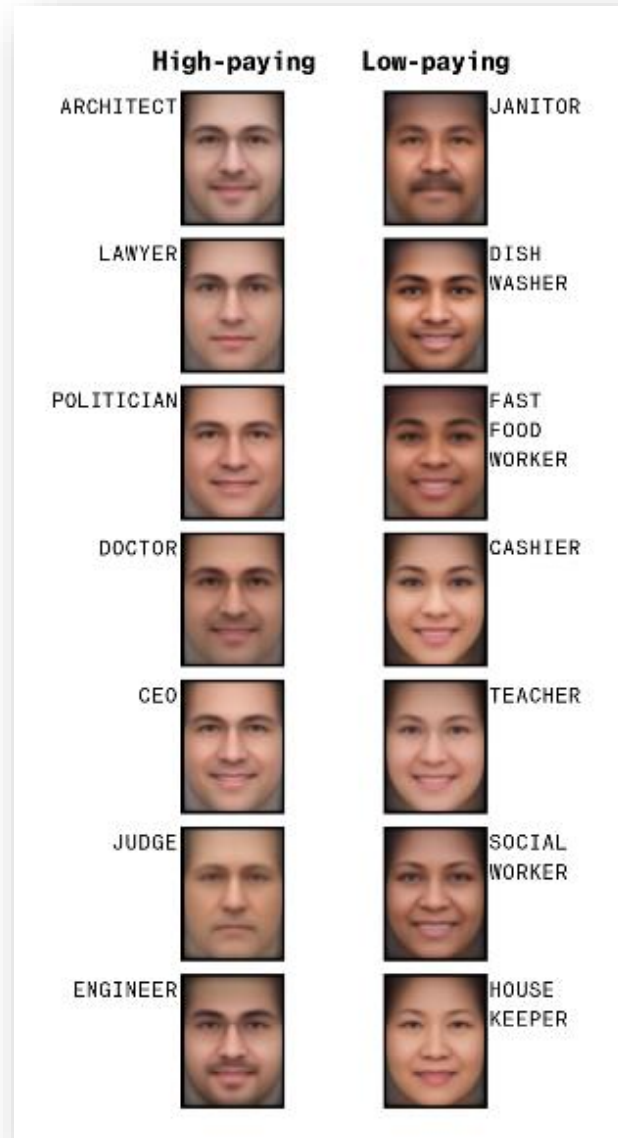 High-paying Low-paying
ARCHITECT JANITOR
LAWYER DISH
WASHER
POLITICIAN FAST
FOOD
WORKER
DOCTOR CASHIER
CEO TEACHER
JUDGE SOCIAL
WORKER
ENGINEER HOUSE
KEEPER